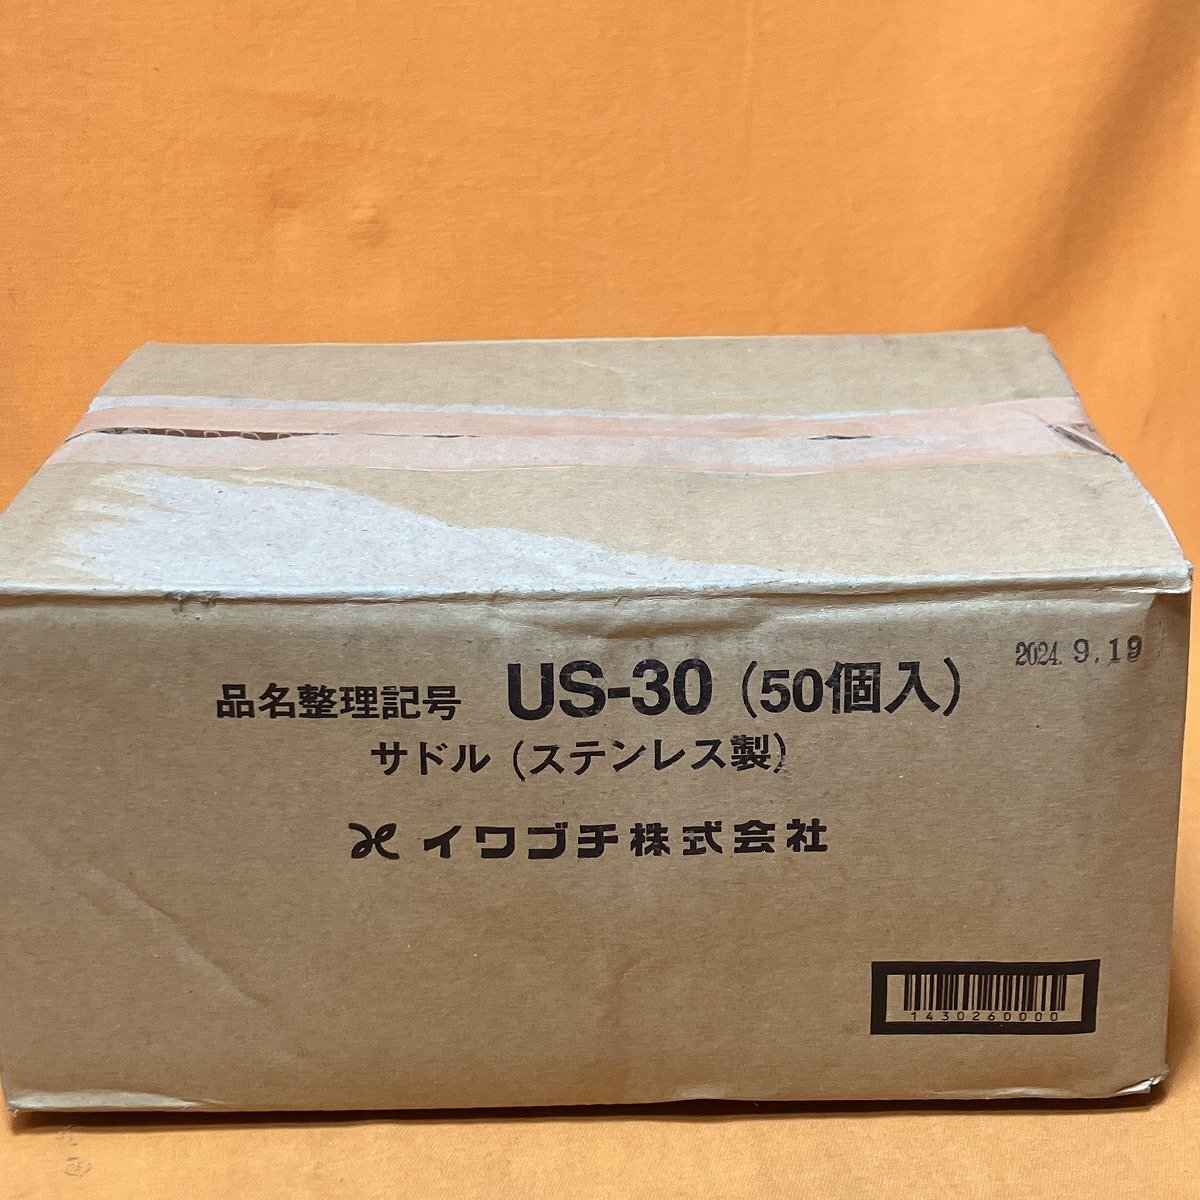 2024. 9.19
品名整理記号 US-30 (50個入)
サドル (ステンレス製)
イワブチ株式会社
1430260000